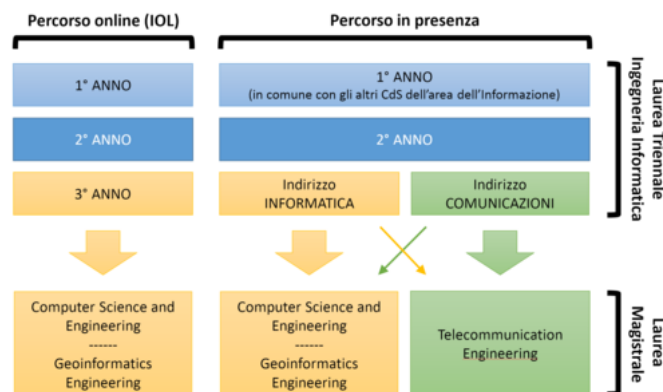 Percorso online (IOL)
Percorso in presenza
1° ANNO
1° ANNO
(in comune con gli altri CdS dell'area dell'Informazione)
2° ANNO
2° ANNO
3° ANNO
Indirizzo
INFORMATICA
Indirizzo
COMUNICAZIONI
Laurea Triennale
Ingegneria Informatica
Computer Science and
Engineering
------
Geoinformatics
Engineering
Computer Science and
Engineering
------
Geoinformatics
Engineering
Telecommunication
Engineering
Laurea
Magistrale